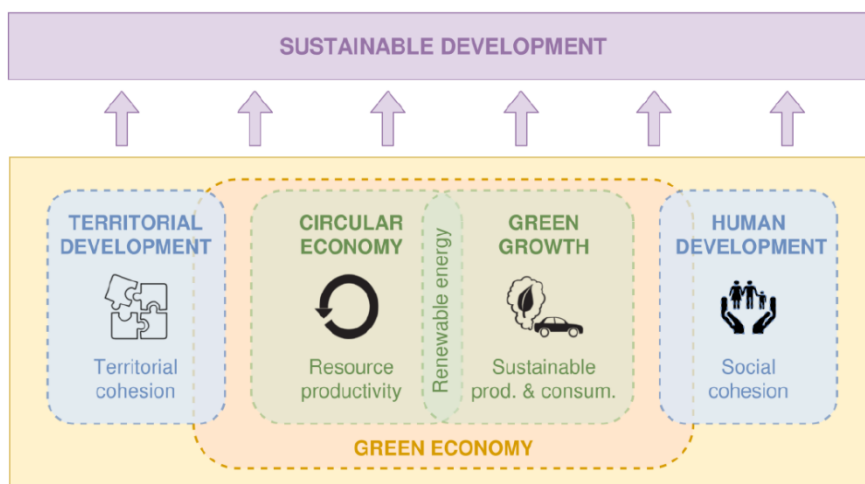 SUSTAINABLE DEVELOPMENT
TERRITORIAL
DEVELOPMENT
Territorial
cohesion
CIRCULAR
ECONOMY
Resource
productivity
Renewable energy
GREEN
GROWTH
Sustainable
prod. & consum.
HUMAN
DEVELOPMENT
Social
cohesion
GREEN ECONOMY